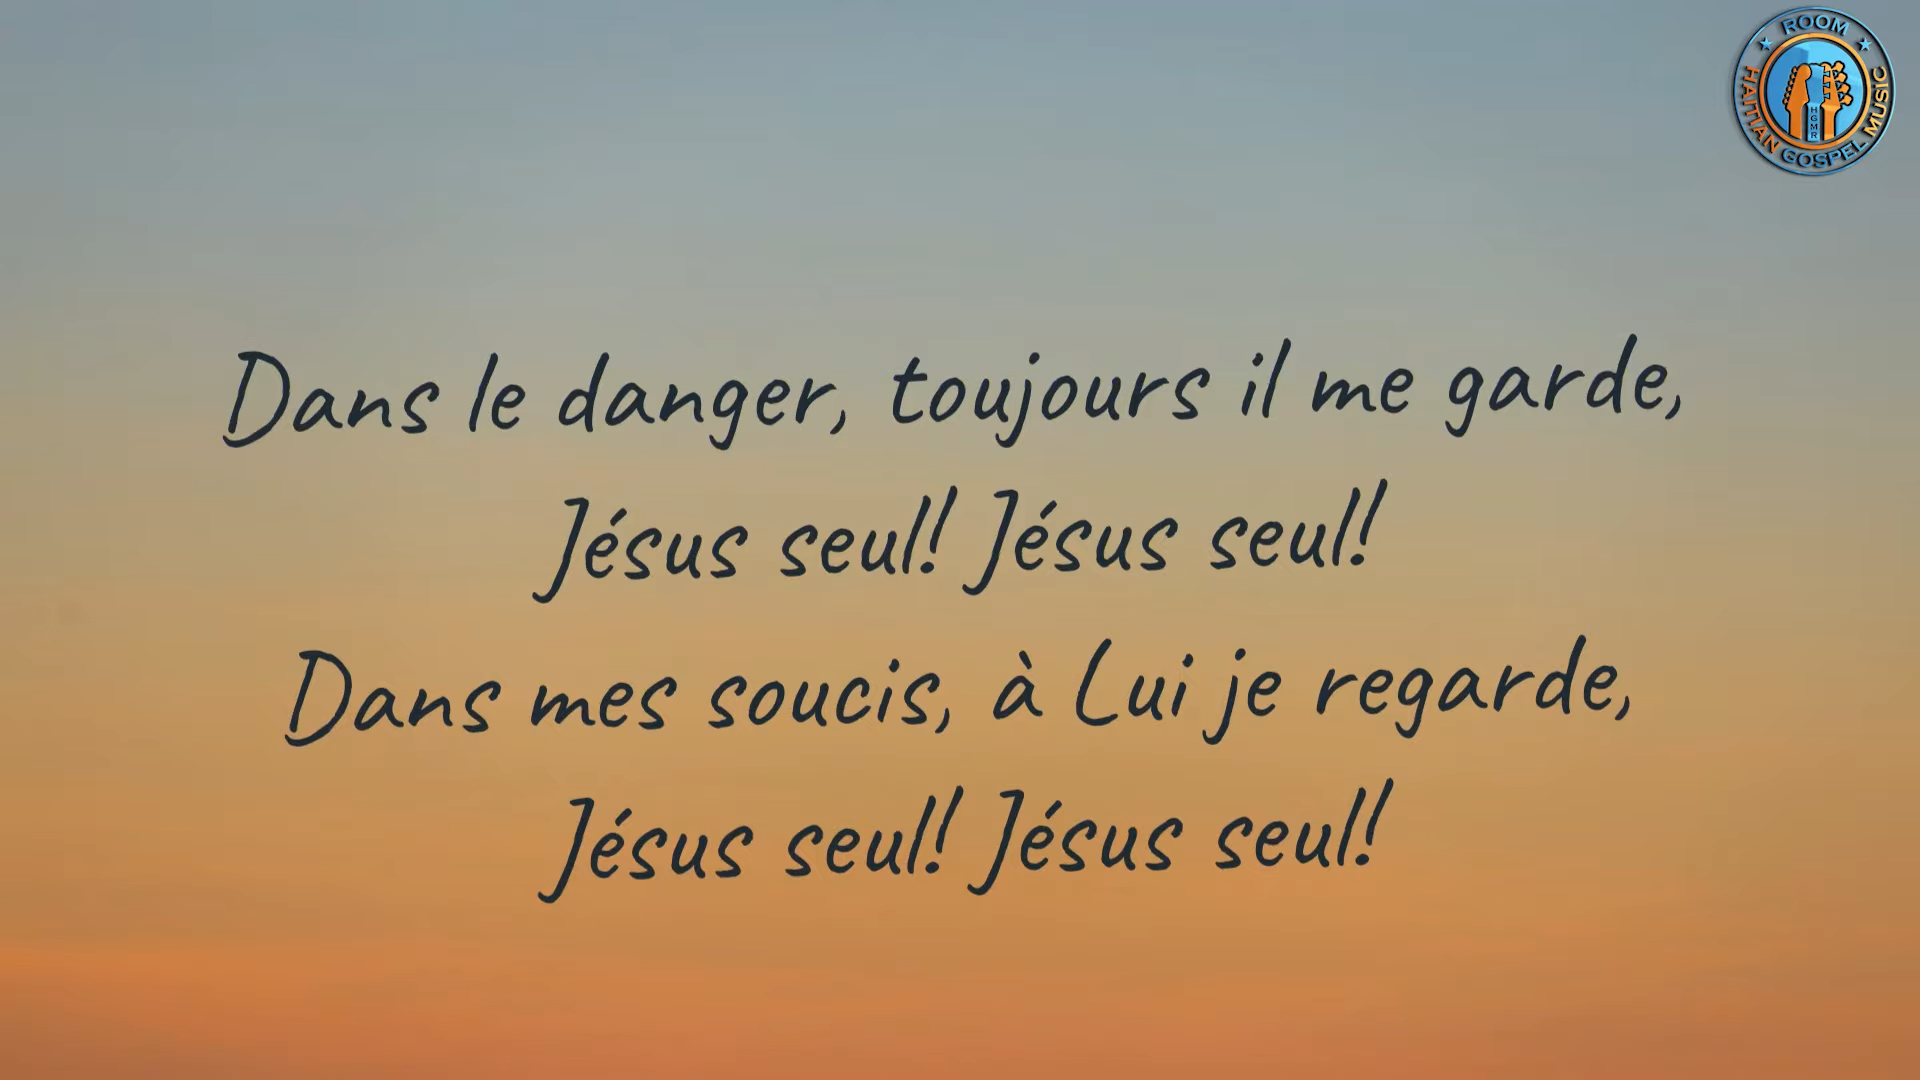 ROOM
HAITIAN GOSPEL MUSIC
HGMR
Dans le danger, toujours il me garde,
Jésus seul! Jésus seul!
Dans mes soucis, à Lui je regarde,
Jésus seul! Jésus seul!